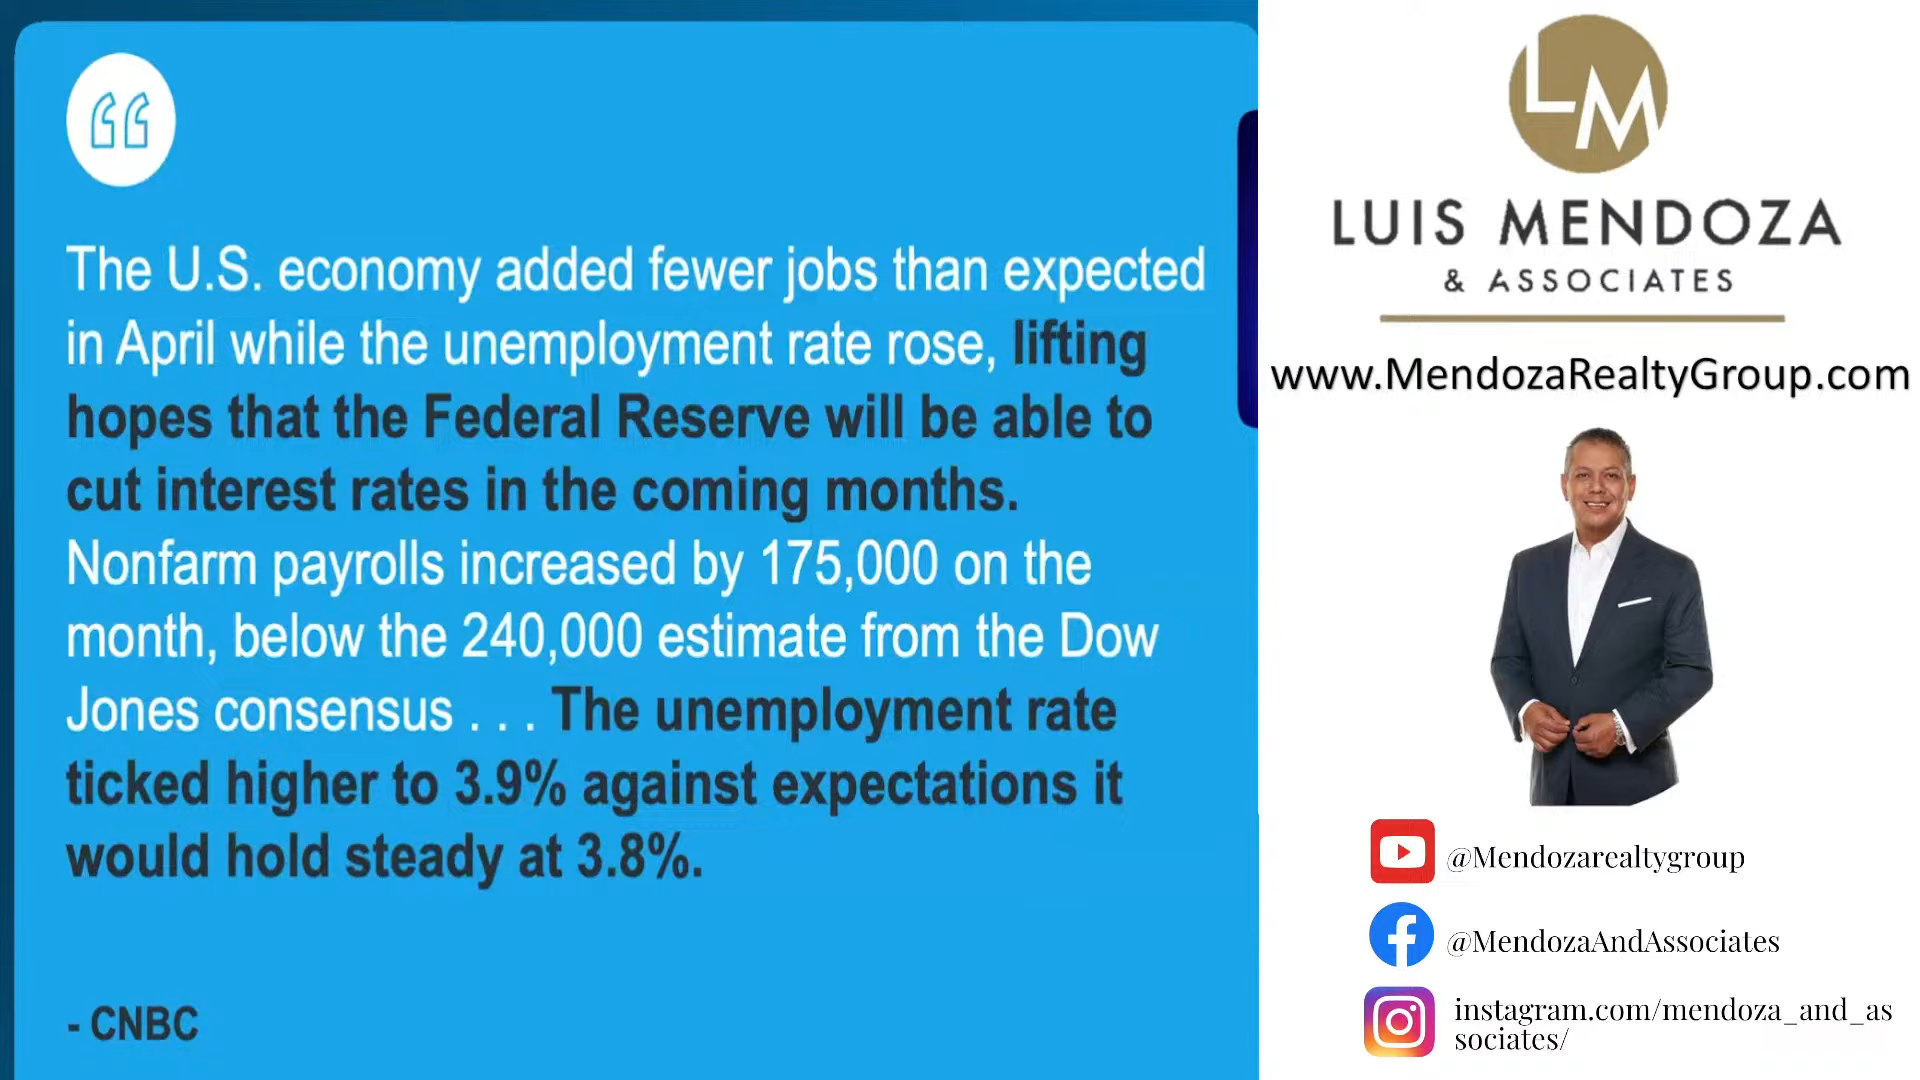 The U.S. economy added fewer jobs than expected
in April while the unemployment rate rose, lifting
hopes that the Federal Reserve will be able to
cut interest rates in the coming months.
Nonfarm payrolls increased by 175,000 on the
month, below the 240,000 estimate from the Dow
Jones consensus . . . The unemployment rate
ticked higher to 3.9% against expectations it
would hold steady at 3.8%.
- CNBC
LM
LUIS MENDOZA
& ASSOCIATES
www.MendozaRealtyGroup.com
@Mendozarealtygroup
@MendozaAndAssociates
instagram.com/mendoza_and_as
sociates/